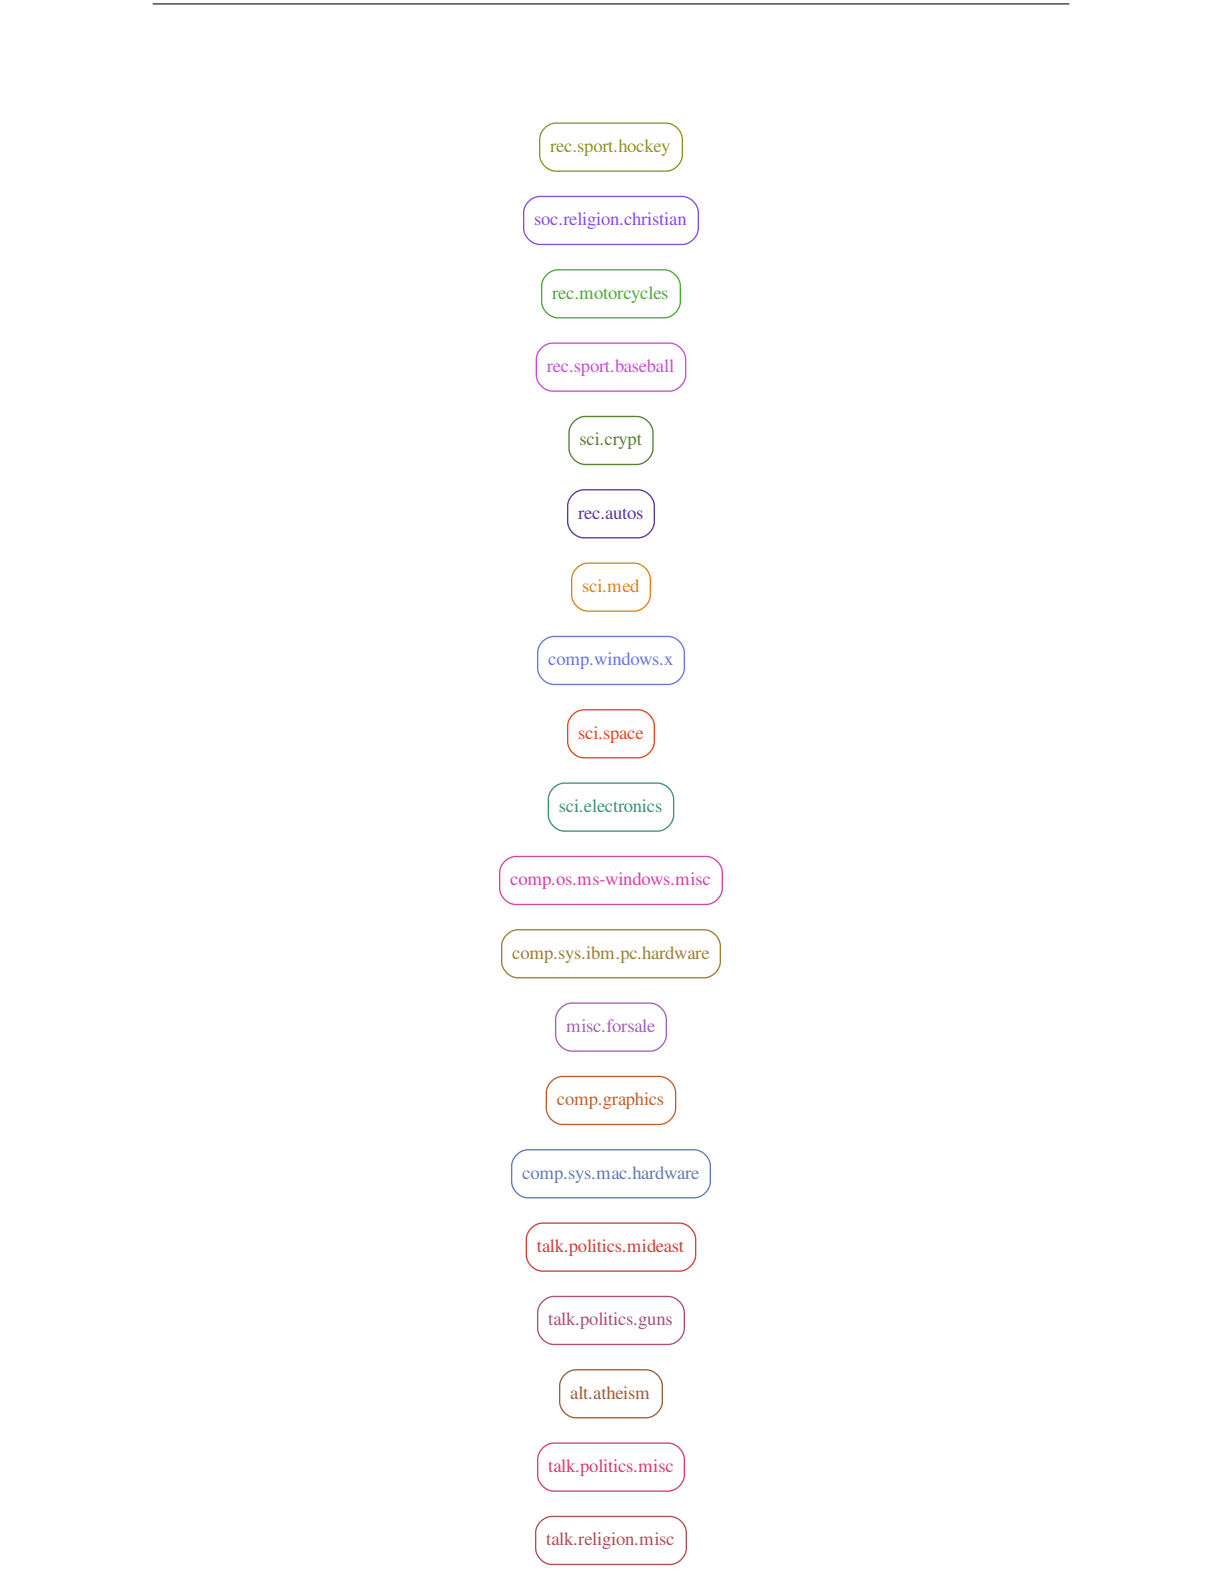 rec.sport.hockey
soc.religion.christian
rec.motorcycles
rec.sport.baseball
sci.crypt
rec.autos
sci.med
comp.windows.x
sci.space
sci.electronics
comp.os.ms-windows.misc
comp.sys.ibm.pc.hardware
misc.forsale
comp.graphics
comp.sys.mac.hardware
talk.politics.mideast
talk.politics.guns
alt.atheism
talk.politics.misc
talk.religion.misc